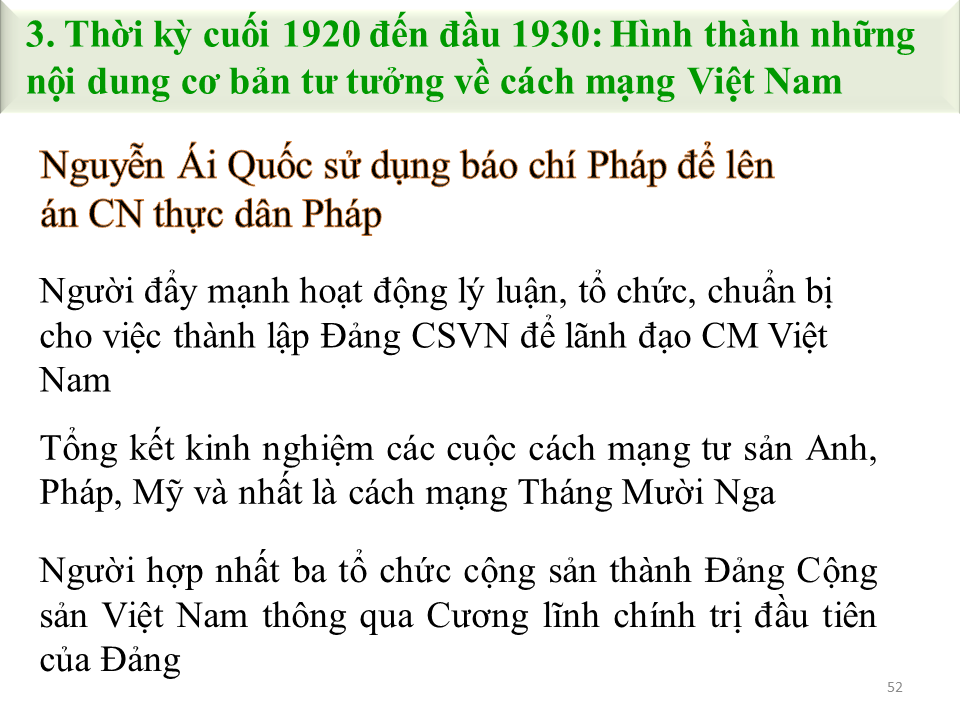 3. Thời kỳ cuối 1920 đến đầu 1930: Hình thành những
nội dung cơ bản tư tưởng về cách mạng Việt Nam
Nguyễn Ái Quốc sử dụng báo chí Pháp để lên
án CN thực dân Pháp
Người đẩy mạnh hoạt động lý luận, tổ chức, chuẩn bị
cho việc thành lập Đảng CSVN để lãnh đạo CM Việt
Nam
Tổng kết kinh nghiệm các cuộc cách mạng tư sản Anh,
Pháp, Mỹ và nhất là cách mạng Tháng Mười Nga
Người hợp nhất ba tổ chức cộng sản thành Đảng Cộng
sản Việt Nam thông qua Cương lĩnh chính trị đầu tiên
của Đảng
52